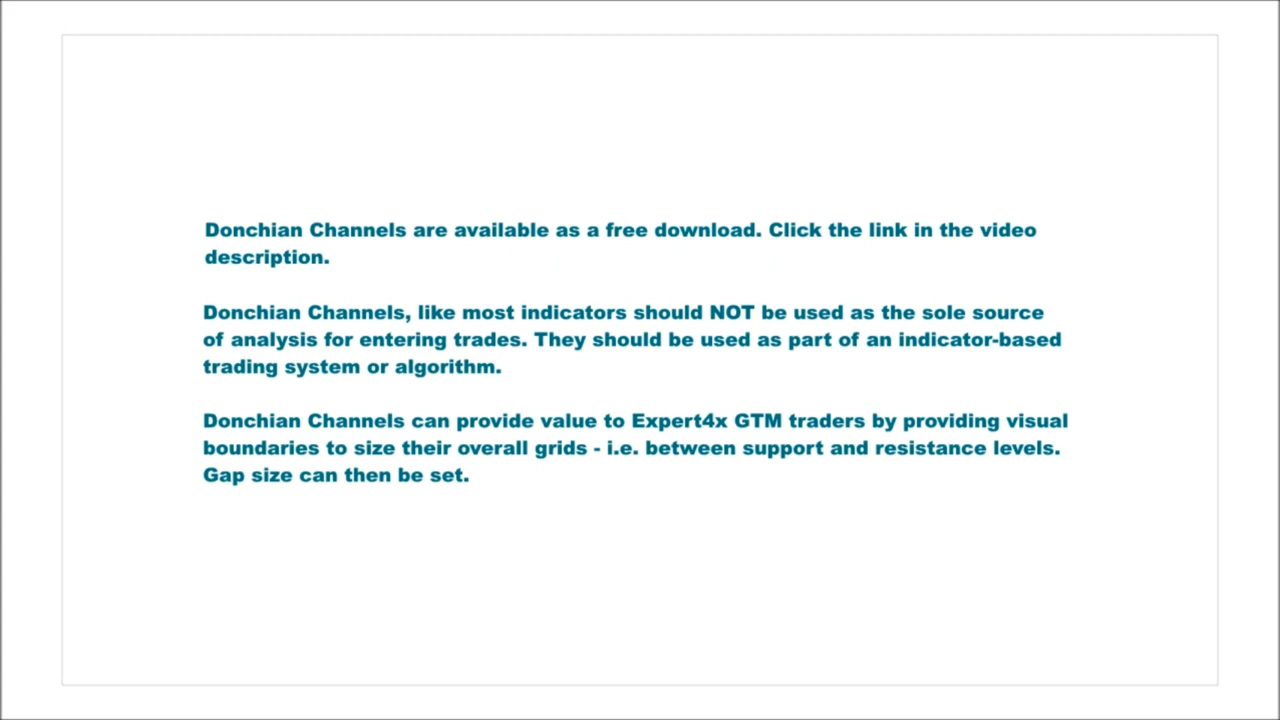 Donchian Channels are available as a free download. Click the link in the video
description.
Donchian Channels, like most indicators should NOT be used as the sole source
of analysis for entering trades. They should be used as part of an indicator-based
trading system or algorithm.
Donchian Channels can provide value to Expert4x GTM traders by providing visual
boundaries to size their overall grids - i.e. between support and resistance levels.
Gap size can then be set.